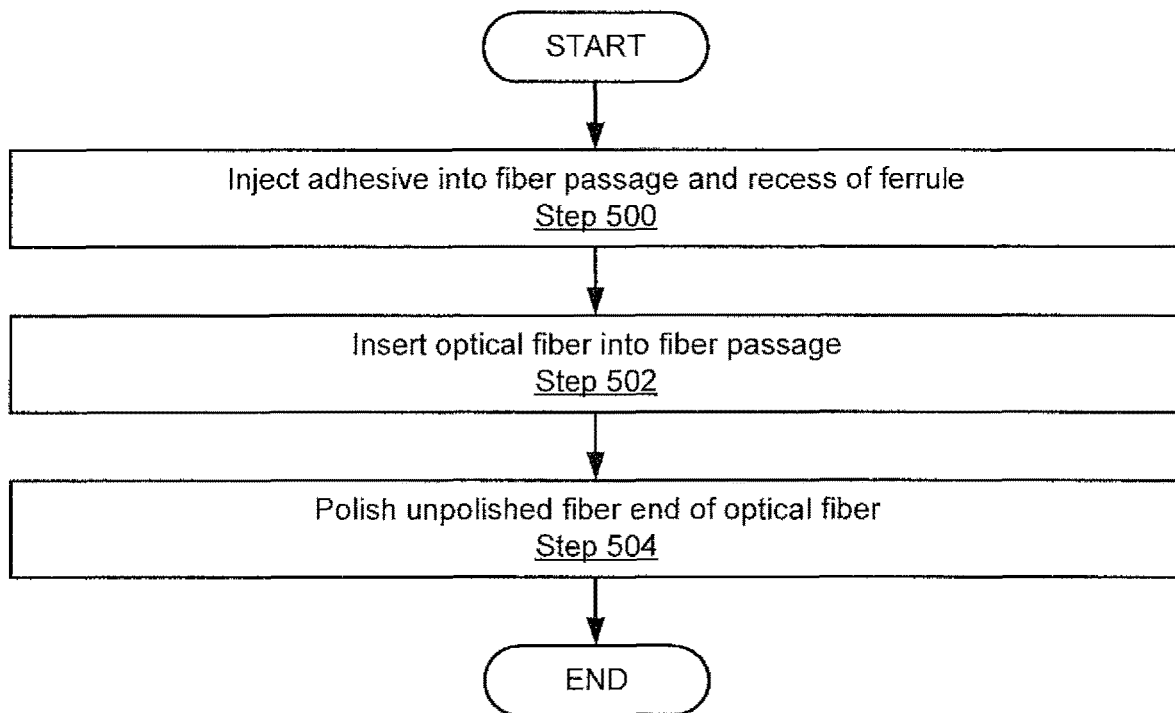 START
Inject adhesive into fiber passage and recess of ferrule
Step 500
Insert optical fiber into fiber passage
Step 502
Polish unpolished fiber end of optical fiber
Step 504
END